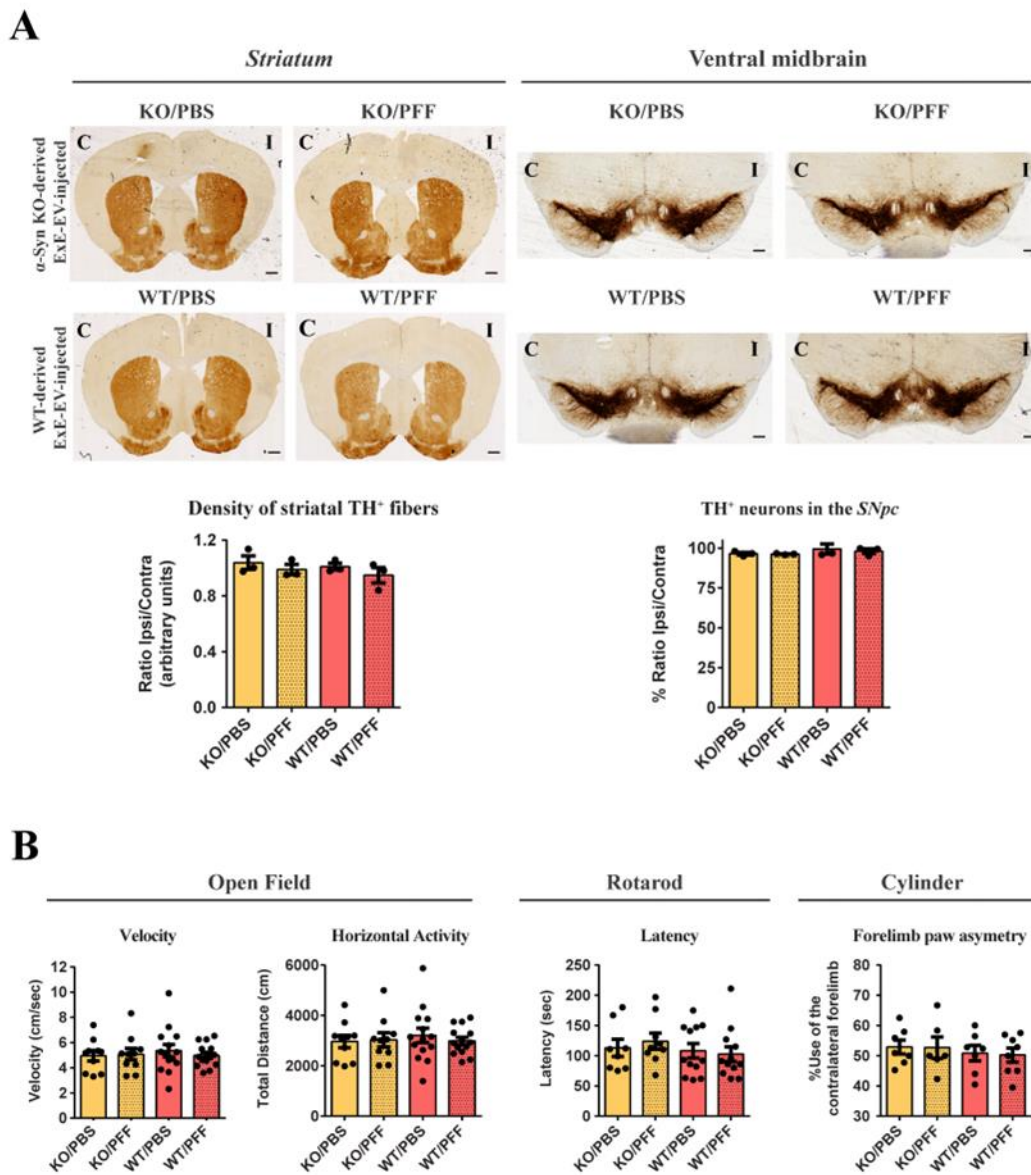 A
Striatum
Ventral midbrain
KO/PBS
KO/PFF
KO/PBS
KO/PFF
α-Syn KO-derived
ExE-EV-injected
C
I
C
I
C
I
C
I
WT/PBS
WT/PFF
WT/PBS
WT/PFF
WT-derived
ExE-EV-injected
C
I
C
I
C
I
C
I
Density of striatal TH⁺ fibers
Ratio Ipsi/Contra
(arbitrary units)
1.2
0.8
0.4
0.0
KO/PBS
KO/PFF
WT/PBS
WT/PFF
TH⁺ neurons in the SNpc
% Ratio Ipsi/Contra
100
75
50
25
0
KO/PBS
KO/PFF
WT/PBS
WT/PFF
B
Open Field
Rotarod
Cylinder
Velocity
Velocity (cm/sec)
12
10
8
6
4
2
0
KO/PBS
KO/PFF
WT/PBS
WT/PFF
Horizontal Activity
Total Distance (cm)
6000
4000
2000
0
KO/PBS
KO/PFF
WT/PBS
WT/PFF
Latency
Latency (sec)
250
200
150
100
50
0
KO/PBS
KO/PFF
WT/PBS
WT/PFF
Forelimb paw asymetry
%Use of the
contralateral forelimb
80
70
60
50
40
30
KO/PBS
KO/PFF
WT/PBS
WT/PFF